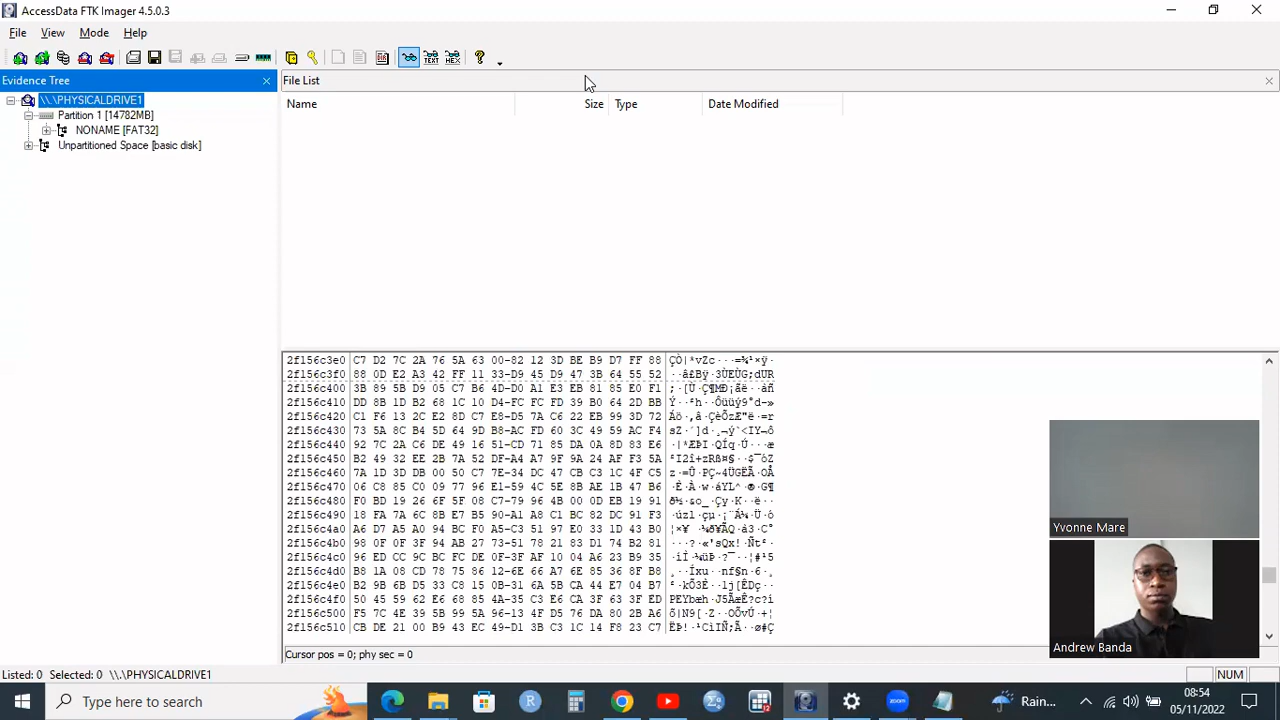 AccessData FTK Imager 4.5.0.3
File View Mode Help
Evidence Tree
\\.\PHYSICALDRIVE1
Partition 1 [14782MB]
NONAME [FAT32]
Unpartitioned Space [basic disk]
File List
Name Size Type Date Modified
2f156c3e0 C7 D2 7C 2A 76 5A 63 00-82 12 3D BE B9 D7 FF 88
2f156c3f0 88 0D E2 A3 42 FF 11 33-D9 45 D9 47 3B 64 55 52
2f156c400 3B 89 5B D9 05 C7 B6 4D-D0 A1 E3 EB 81 85 E0 F1
2f156c410 DD 8B 1D B2 68 1C 10 D4-FC FC FD 39 B0 64 2D BB
2f156c420 C1 F6 13 2C E2 8D C7 E8-D5 7A C6 22 EB 99 3D 72
2f156c430 73 5A 8C B4 5D 64 9D B8-AC FD 60 3C 49 59 AC F4
2f156c440 92 7C 2A C6 DE 49 16 51-CD 71 85 DA 0A 8D 83 E6
2f156c450 B2 49 32 EE 2B 7A 52 DF-A4 A7 9F 9A 24 AF F3 5A
2f156c460 7A 1D 3D DB 00 50 C7 7E-34 DC 47 CB C3 1C 4F C5
2f156c470 06 C8 85 C0 09 77 96 E1-59 4C 5E 8B AE 1B 47 B6
2f156c480 F0 BD 19 26 6F 5F 08 C7-79 96 4B 00 0D EB 19 91
2f156c490 18 FA 7A 6C 8B E7 B5 90-A1 A8 C1 BC 82 DC 91 F3
2f156c4a0 A6 D7 A5 A0 94 BC F0 A5-C3 51 97 E0 33 1D 43 B0
2f156c4b0 98 0F 0F 3F 94 AB 27 73-51 78 21 83 D1 74 B2 81
2f156c4c0 96 ED CC 9C BC FC DE 0F-3F AF 10 04 A6 23 B9 35
2f156c4d0 B8 1A 08 CD 78 75 86 12-6E 66 A7 6E 85 36 8F B8
2f156c4e0 B2 9B 6B D5 33 C8 15 0B-31 6A 5B CA 44 E7 04 B7
2f156c4f0 50 45 59 62 E6 68 85 4A-35 C3 E6 CA 3F 63 3F ED
2f156c500 F5 7C 4E 39 5B 99 5A 96-13 4F D5 76 DA 80 2B A6
2f156c510 CB DE 21 00 B9 43 EC 49-D1 3B C3 1C 14 F8 23 C7
Cursor pos = 0; phy sec = 0
Yvonne Mare
Andrew Banda
Listed: 0 Selected: 0 \\.\PHYSICALDRIVE1
NUM
Type here to search
Rain...
08:54
05/11/2022